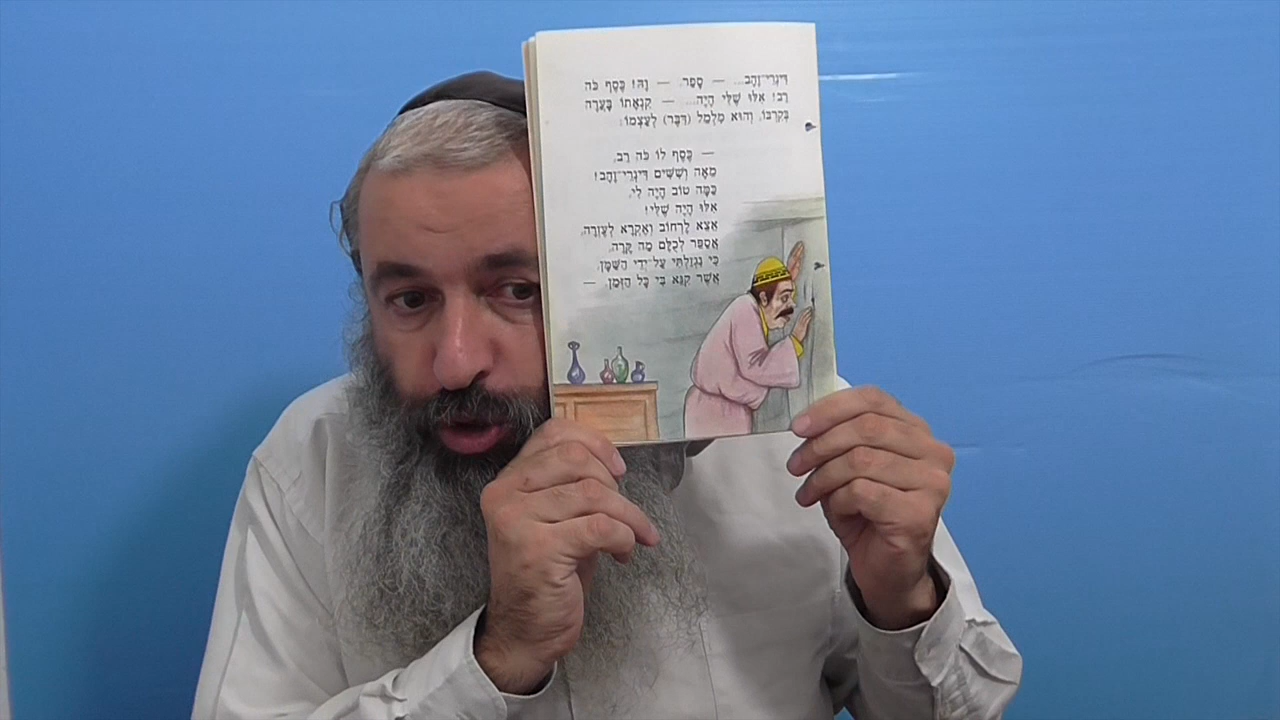 דִּינְרֵי־זָהָב... — סָפַר. — וָהּ! כֶּסֶף כֹּה
רַב! אִלּוּ שֶׁלִּי הָיָה... — קִנְאָתוֹ בָּעֲרָה
בְּקִרְבּוֹ, וְהוּא מִלְמֵל (דִּבֵּר) לְעַצְמוֹ:
— כֶּסֶף לוֹ כֹּה רַב,
מֵאָה וְשִׁשִּׁים דִּינְרֵי־זָהָב!
כַּמָּה טוֹב הָיָה לִי,
אִלּוּ הָיָה שֶׁלִּי!
אֵצֵא לָרְחוֹב וְאֶקְרָא לְעֶזְרָה,
אֲסַפֵּר לְכֻלָּם מַה קָּרָה,
כִּי נִגְזַלְתִּי עַל־יְדֵי הַשַּׁמָּן,
אֲשֶׁר קִנֵּא בִּי כָּל הַזְּמַן. —